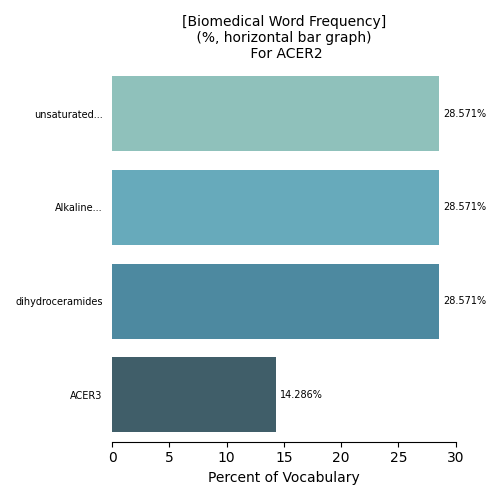 [Biomedical Word Frequency]
(%, horizontal bar graph)
For ACER2
unsaturated...
28.571%
Alkaline...
28.571%
dihydroceramides
28.571%
ACER3
14.286%
0 5 10 15 20 25 30
Percent of Vocabulary